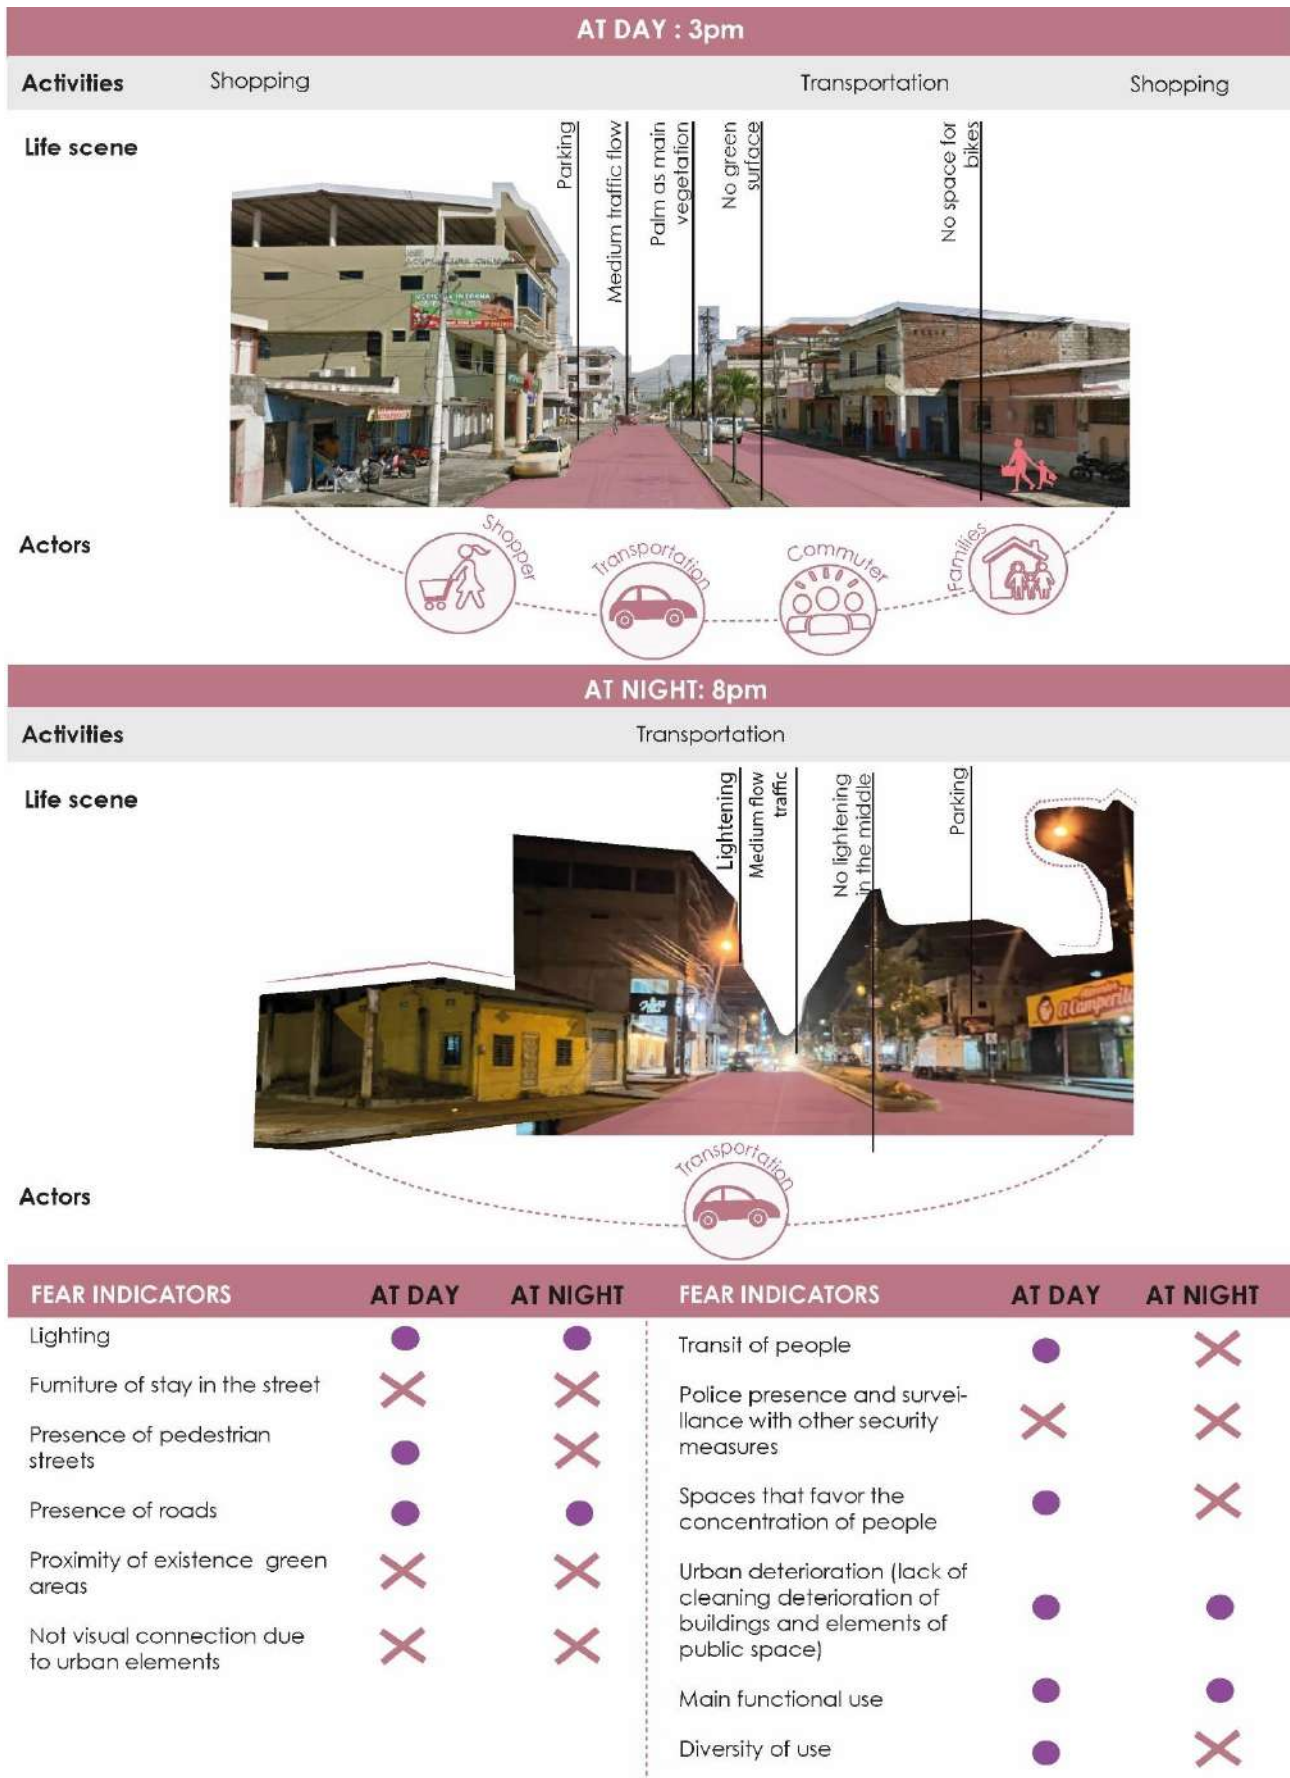 AT DAY : 3pm
Activities
Shopping
Transportation
Shopping
Life scene
Parking
Medium traffic flow
Palm as main
vegetation
No green
surface
No space for
bikes
Actors
Shopper
Transportation
Commuter
Families
AT NIGHT: 8pm
Activities
Transportation
Life scene
Lightening
Medium flow
traffic
No lightening
in the middle
Parking
El Camperito
Actors
Transportation
FEAR INDICATORS AT DAY AT NIGHT
Lighting
Furniture of stay in the street
Presence of pedestrian
streets
Presence of roads
Proximity of existence green
areas
Not visual connection due
to urban elements
FEAR INDICATORS AT DAY AT NIGHT
Transit of people
Police presence and survei-
llance with other security
measures
Spaces that favor the
concentration of people
Urban deterioration (lack of
cleaning deterioration of
buildings and elements of
public space)
Main functional use
Diversity of use